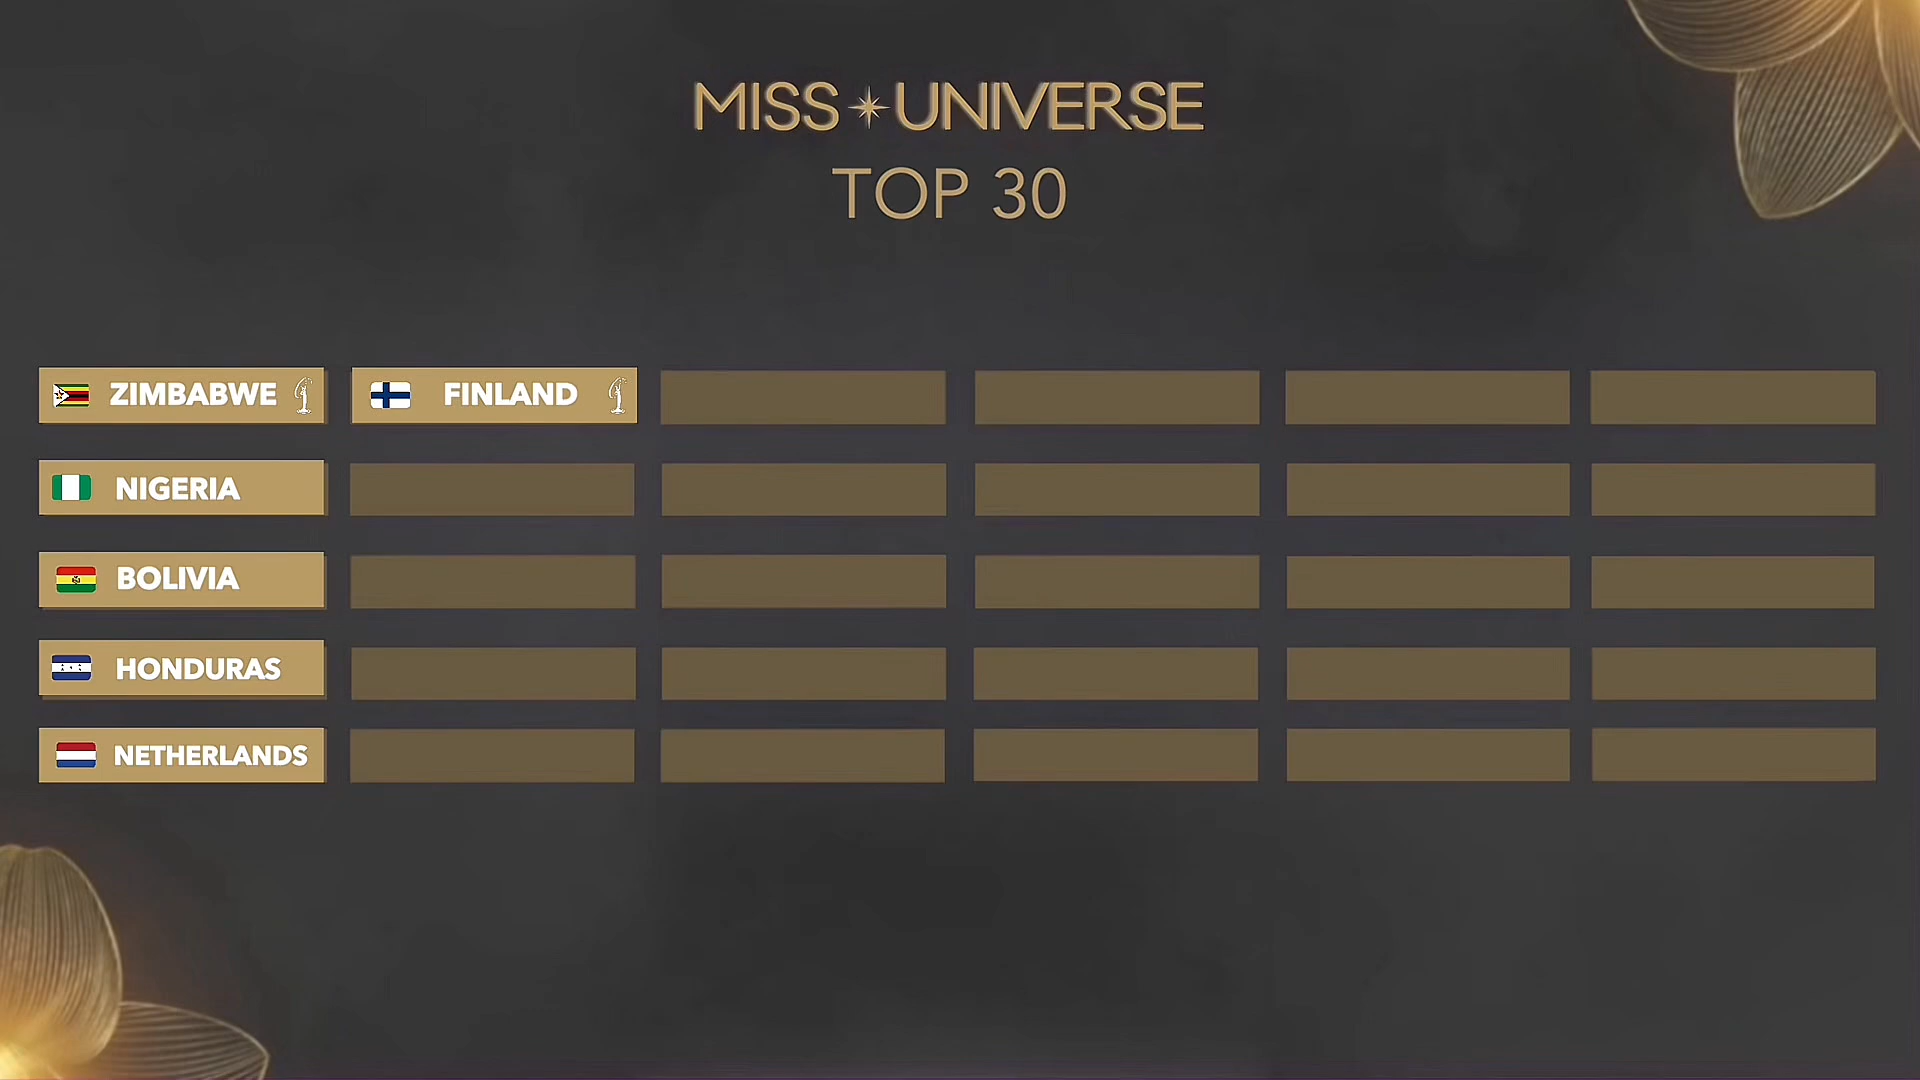 MISS UNIVERSE
TOP 30
ZIMBABWE FINLAND
NIGERIA
BOLIVIA
HONDURAS
NETHERLANDS